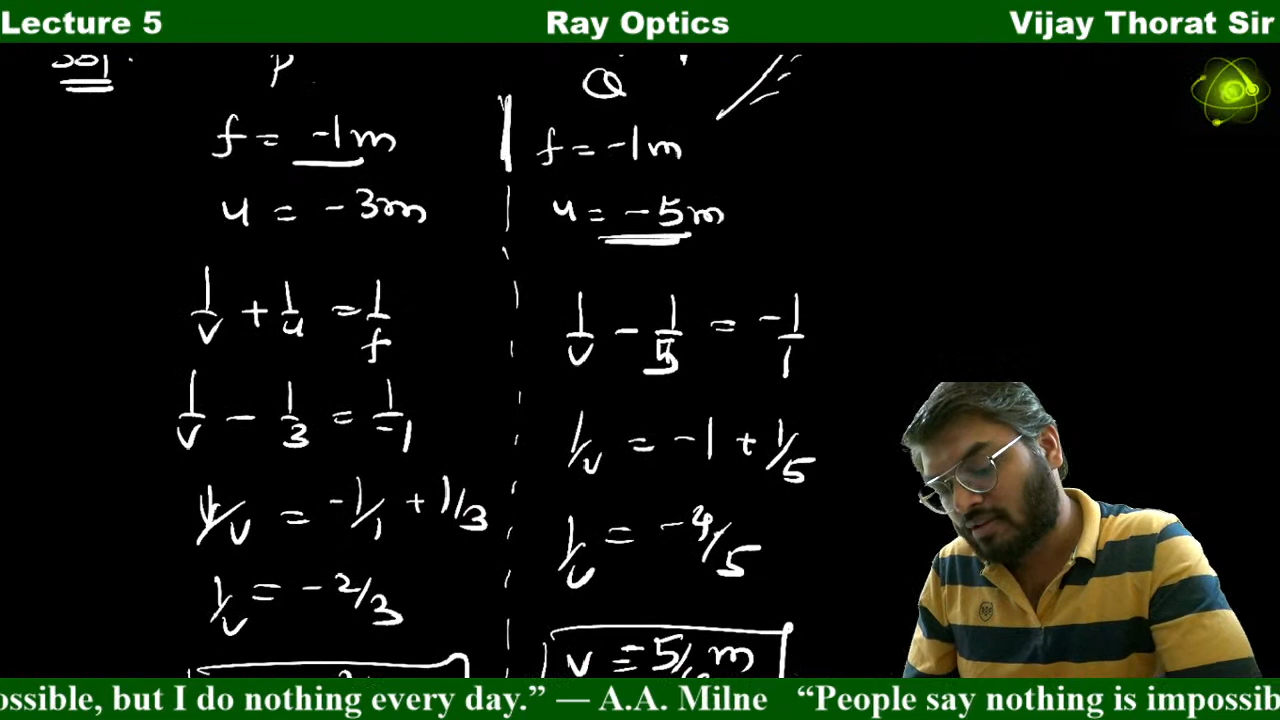 Lecture 5 Ray Optics Vijay Thorat Sir
P
f = -1m
u = -3m
1/v + 1/u = 1/f
1/v - 1/3 = 1/-1
1/v = -1/1 + 1/3
1/v = -2/3
Q
f = -1m
u = -5m
1/v - 1/5 = -1/1
1/v = -1 + 1/5
1/v = -4/5
v = 5/ m
ossible, but I do nothing every day.” — A.A. Milne “People say nothing is impossib